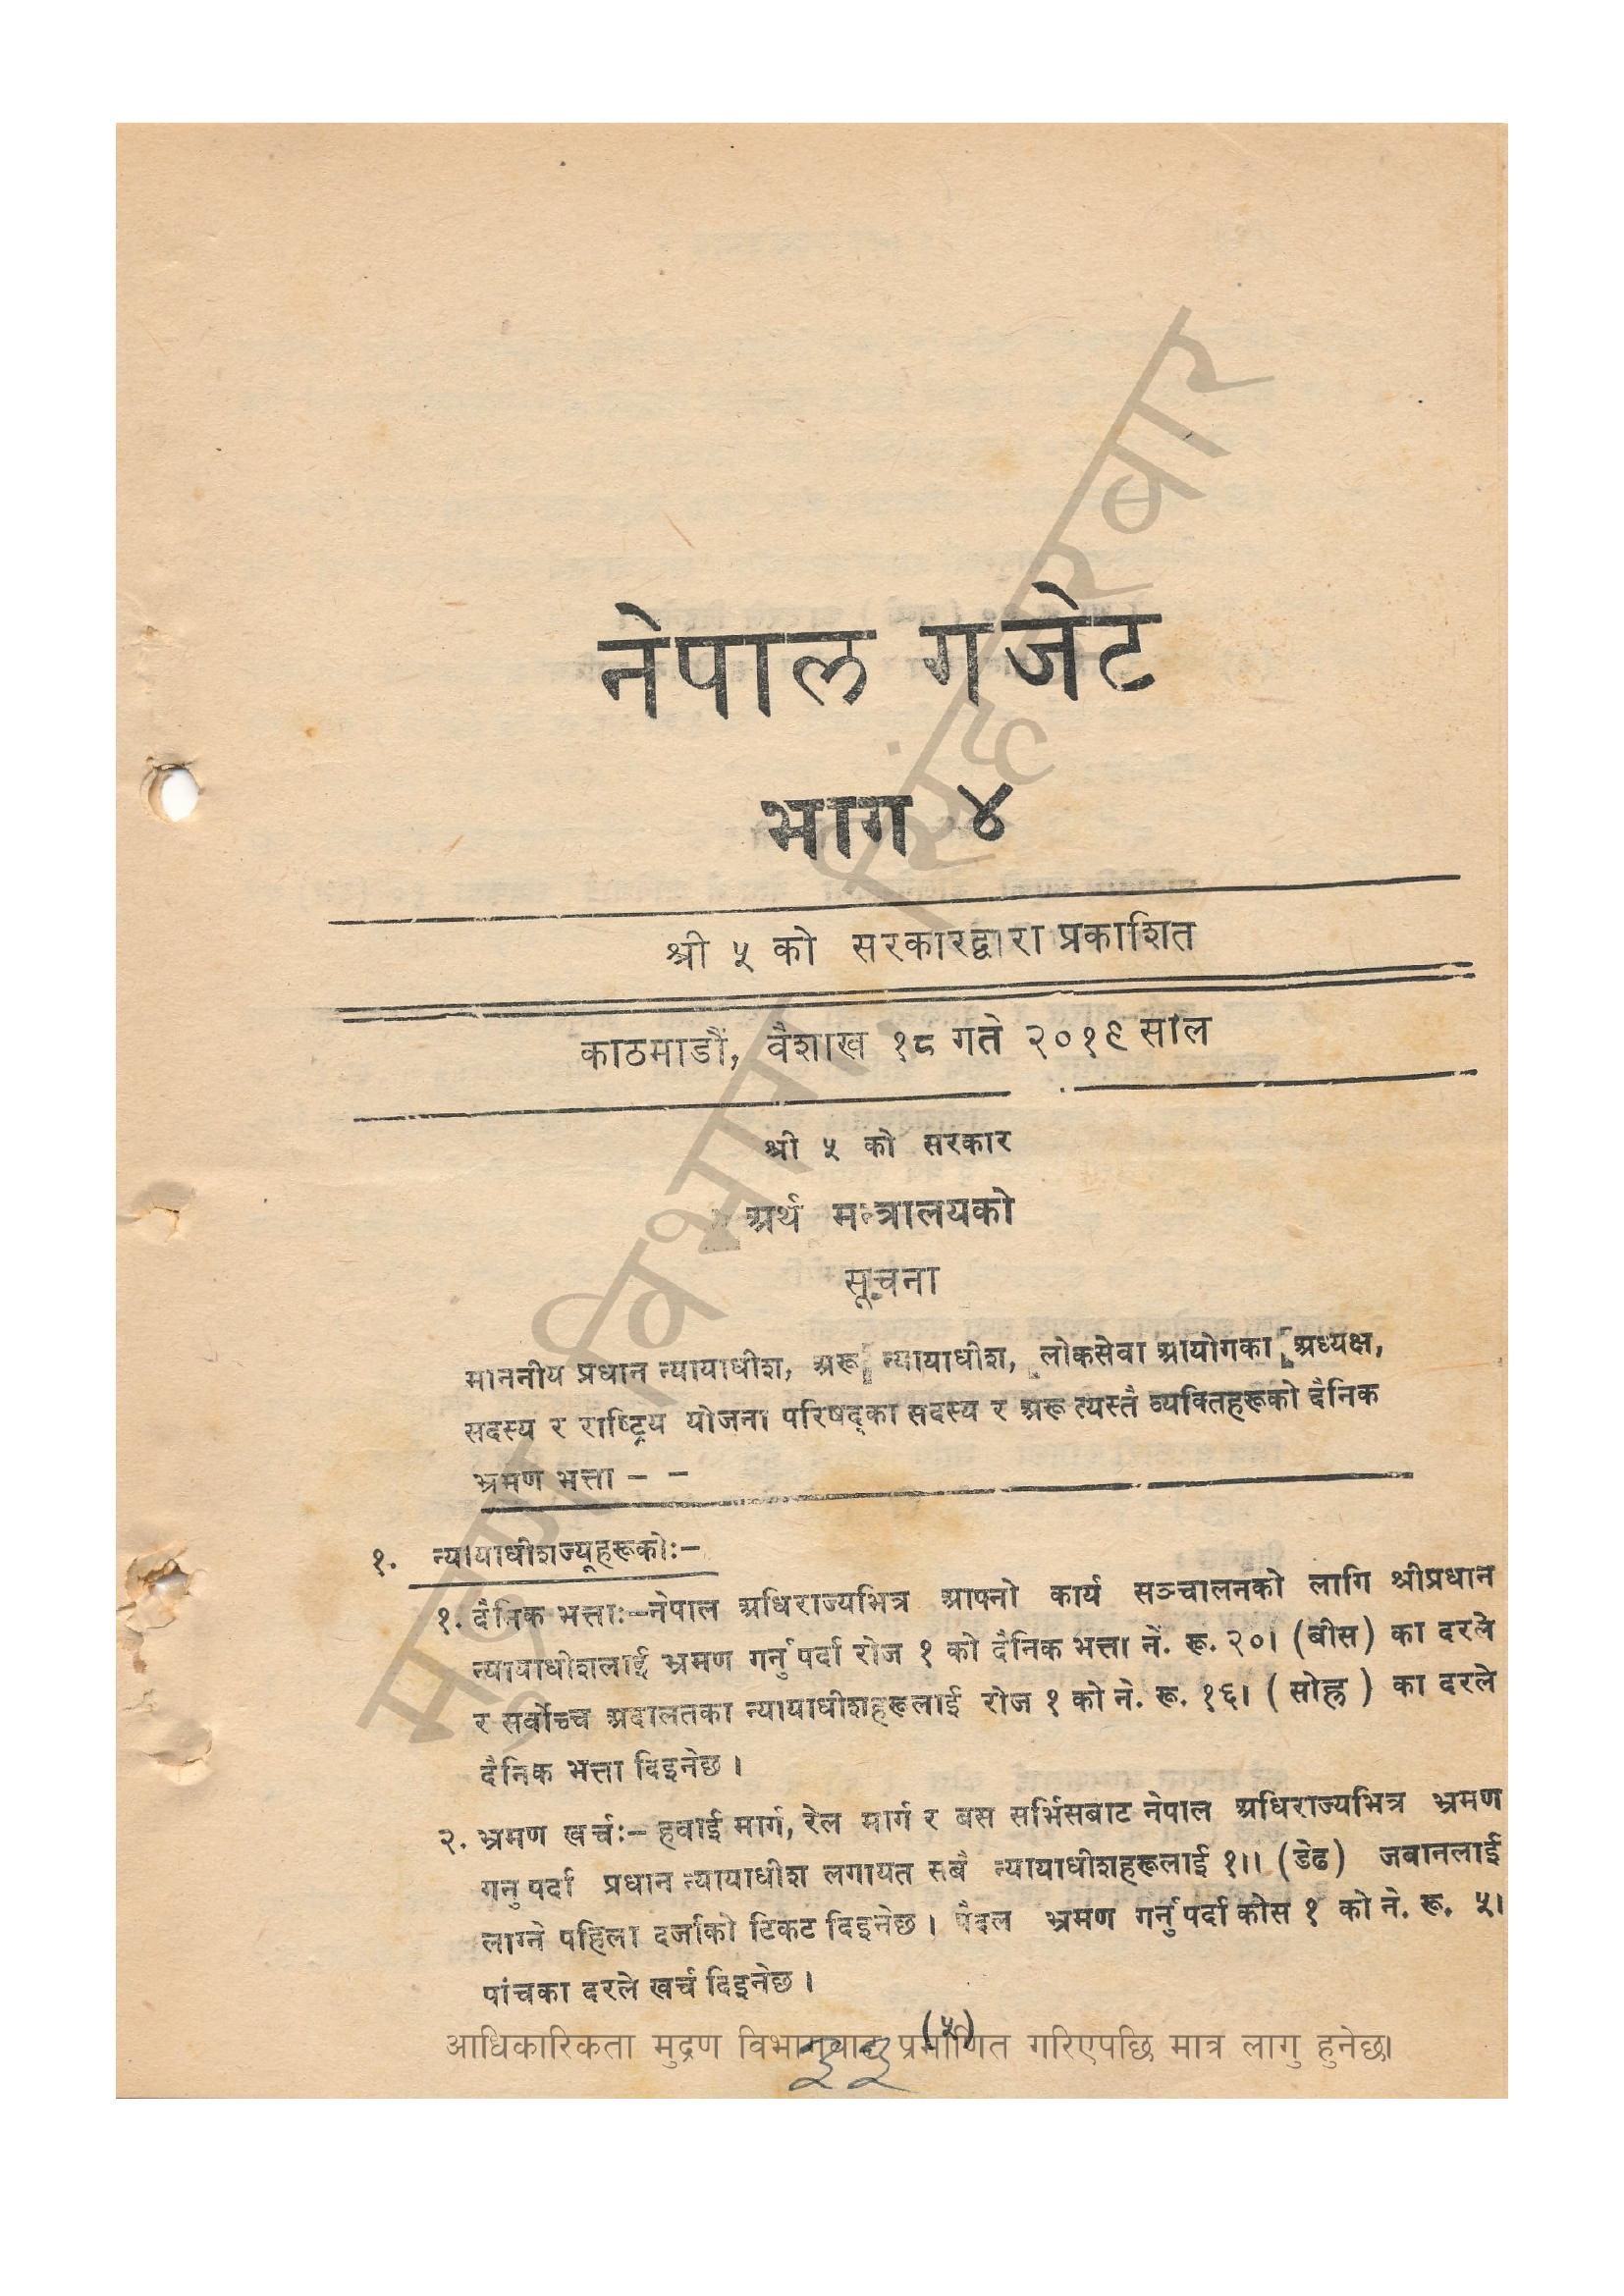 नेपाल गजेट
भाग ४
श्री ५ को सरकारद्वारा प्रकाशित
काठमाडौं, वैशाख १८ गते २०१९ साल
श्री ५ को सरकार
अर्थ मन्त्रालयको
सूचना
माननीय प्रधान न्यायाधीश, अरू न्यायाधीश, लोकसेवा आयोगका अध्यक्ष,
सदस्य र राष्ट्रिय योजना परिषद्का सदस्य र अरू त्यस्तै व्यक्तिहरूको दैनिक
भ्रमण भत्ता – –
१. न्यायाधीशज्यूहरूको:–
१. दैनिक भत्ता:–नेपाल अधिराज्यभित्र आफ्नो कार्य सञ्चालनको लागि श्रीप्रधान
न्यायाधीशलाई भ्रमण गर्नु पर्दा रोज १ को दैनिक भत्ता नें. रू. २०। (बीस) का दरले
र सर्वोच्च अदालतका न्यायाधीशहरूलाई रोज १ को ने. रू. १६। ( सोह्र ) का दरले
दैनिक भत्ता दिइनेछ ।
२. भ्रमण खर्च:– हवाई मार्ग, रेल मार्ग र बस सर्भिसबाट नेपाल अधिराज्यभित्र भ्रमण
गनु पर्दा प्रधान न्यायाधीश लगायत सबै न्यायाधीशहरूलाई १।। (डेढ) जवानलाई
लाग्ने पहिला दर्जाको टिकट दिइनेछ । पैदल भ्रमण गर्नु पर्दा कोस १ को ने. रू. ५।
पांचका दरले खर्च दिइनेछ ।
(५)
आधिकारिकता मुद्रण विभागबाट प्रमाणित गरिएपछि मात्र लागु हुनेछ।
मुद्रण विभाग, सिंहदरवार